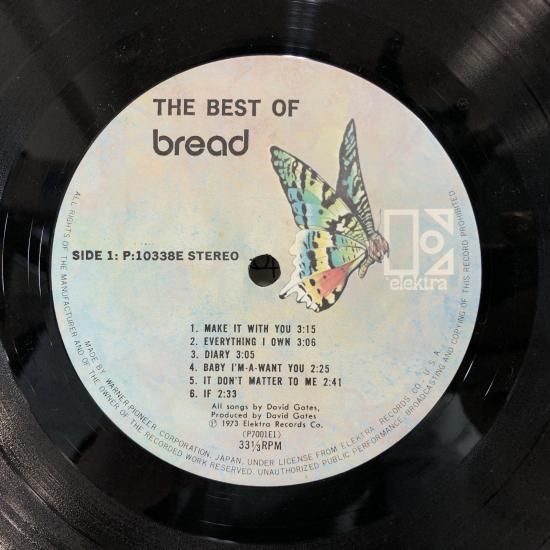 THE BEST OF
bread
SIDE 1: P:10338E STEREO
elektra
1. MAKE IT WITH YOU 3:15
2. EVERYTHING I OWN 3:06
3. DIARY 3:05
4. BABY I'M-A-WANT YOU 2:25
5. IT DON'T MATTER TO ME 2:41
6. IF 2:33
All songs by David Gates,
Produced by David Gates
Ⓟ 1973 Elektra Records Co.
(P7001E1)
33⅓RPM
MADE BY WARNER-PIONEER CORPORATION, JAPAN, UNDER LICENSE FROM ELEKTRA RECORDS CO., U.S.A.
ALL RIGHTS OF THE MANUFACTURER AND OF THE OWNER OF THE RECORDED WORK RESERVED. UNAUTHORIZED PUBLIC PERFORMANCE, BROADCASTING AND COPYING OF THIS RECORD PROHIBITED